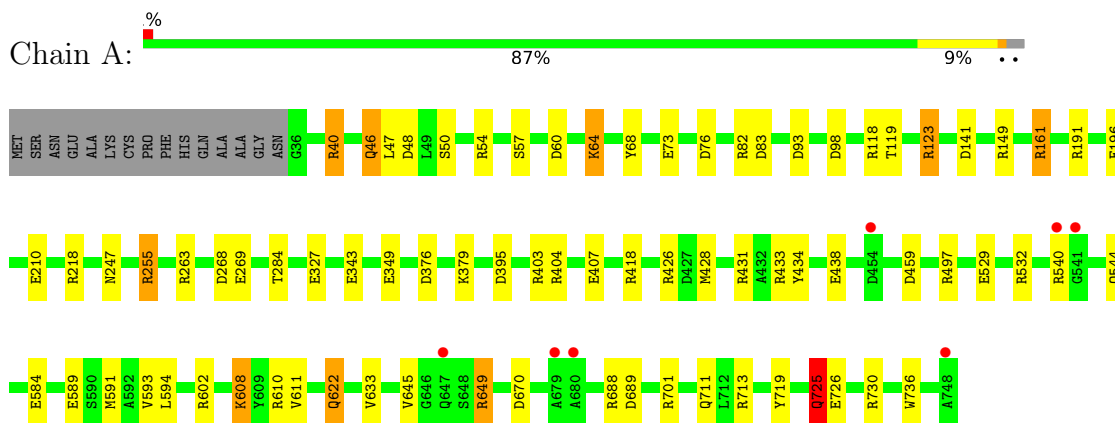 %
Chain A:
87% 9% • •
MET SER ASN GLU ALA LYS CYS PRO PHE HIS GLN ALA ALA GLY ASN G36 R40 Q46 L47 D48 L49 S50 R54 S57 D60 K64 Y68 E73 D76 R82 D83 D93 D98 R118 T119 R123 D141 R149 R161 R191
E210 R218 N247 R255 R263 D268 E269 T284 E327 E343 E349 D376 K379 D395 R403 R404 E407 R418 R426 D427 M428 R431 A432 R433 Y434 E438 D454 D459 R497 E529 R532 R540 G541
E584 E589 S590 M591 A592 V593 L594 R602 K608 Y609 R610 V611 Q622 V633 V645 G646 Q647 S648 R649 D670 A679 A680 R688 D689 R701 Q711 L712 R713 Y719 Q725 E726 R730 W736 A748